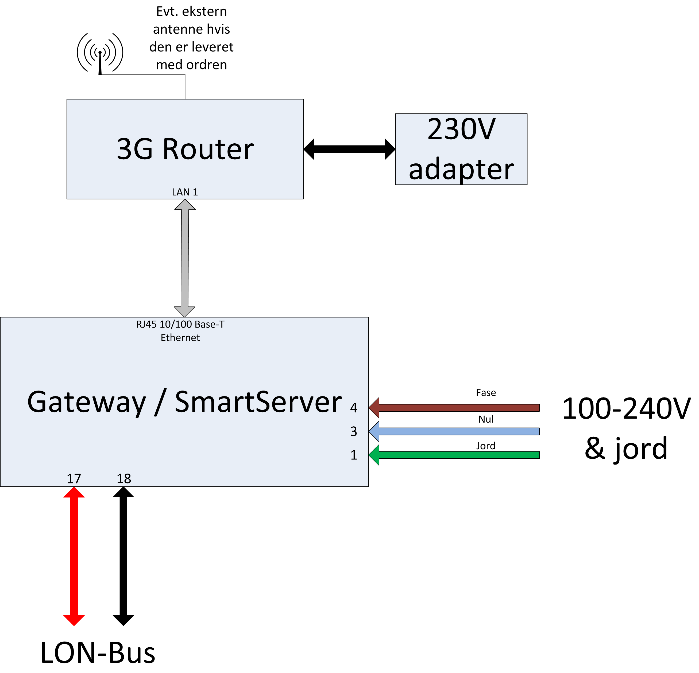 Evt. ekstern
antenne hvis
den er leveret
med ordren
3G Router
230V
adapter
LAN 1
RJ45 10/100 Base-T
Ethernet
Gateway / SmartServer
4
Fase
3
Nul
1
Jord
100-240V
& jord
17
18
LON-Bus